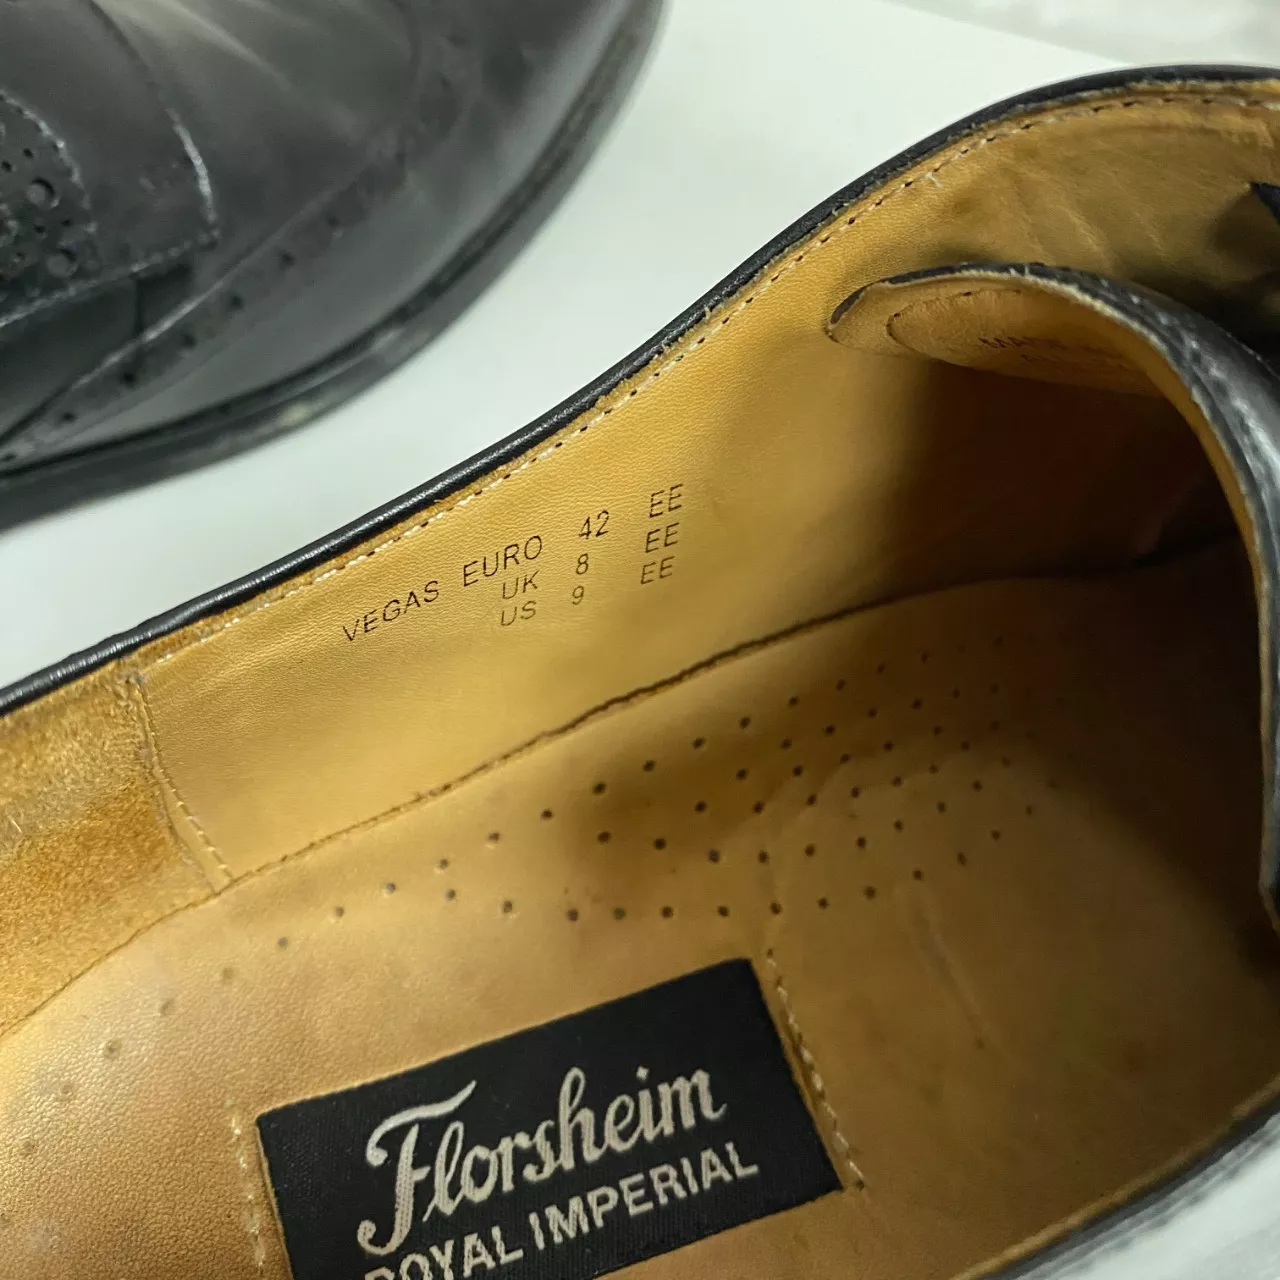 VEGAS EURO 42 EE
UK 8 EE
US 9 EE
Florsheim
ROYAL IMPERIAL